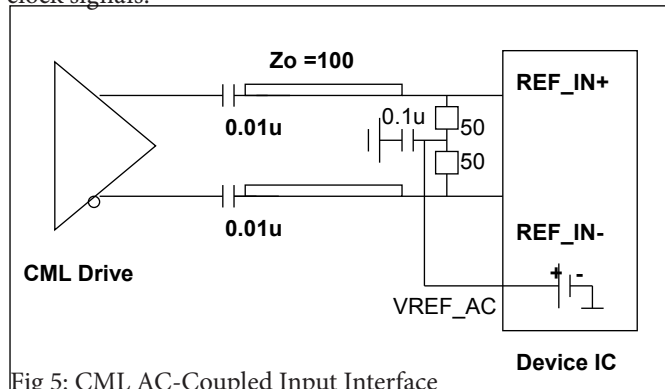 clock signals.
Zo =100
REF_IN+
0.1u
50
0.01u
50
0.01u
REF_IN-
CML Drive
+ -
VREF_AC
Device IC
Fig 5: CML AC-Coupled Input Interface